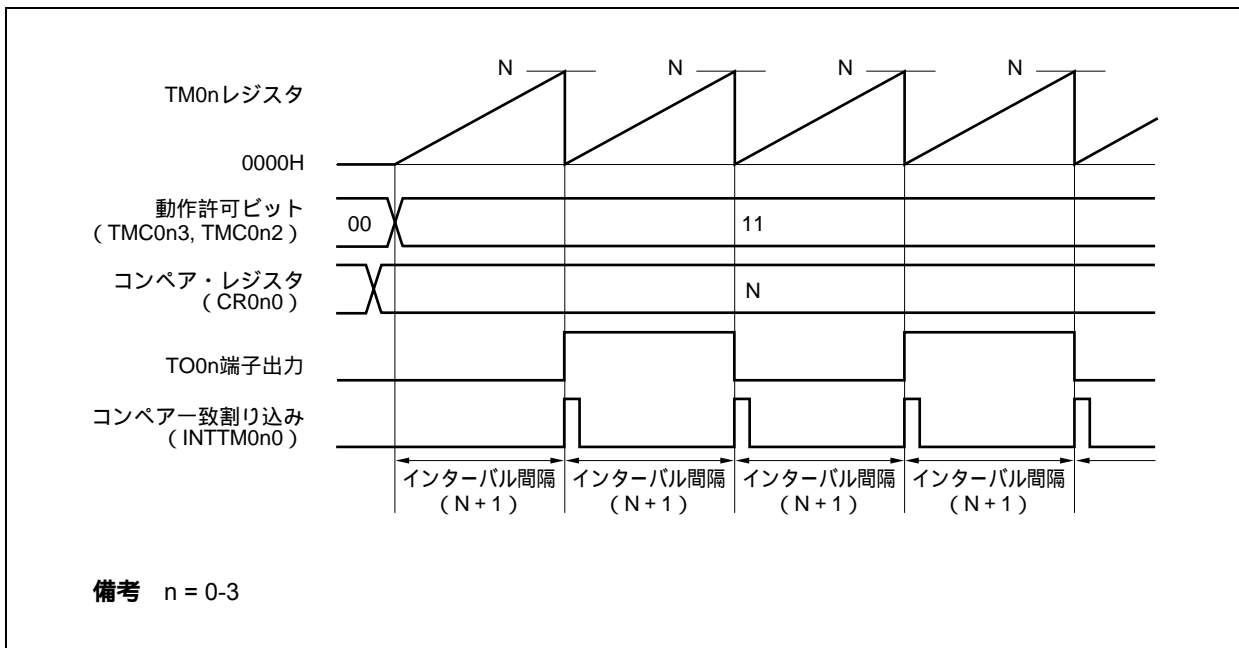 N N N N
TM0nレジスタ
0000H
動作許可ビット
（TMC0n3, TMC0n2）
00 11
コンペア・レジスタ
（CR0n0）
N
TO0n端子出力
コンペア一致割り込み
（INTTM0n0）
インターバル間隔 インターバル間隔 インターバル間隔 インターバル間隔
（N + 1） （N + 1） （N + 1） （N + 1）
備考 n = 0-3